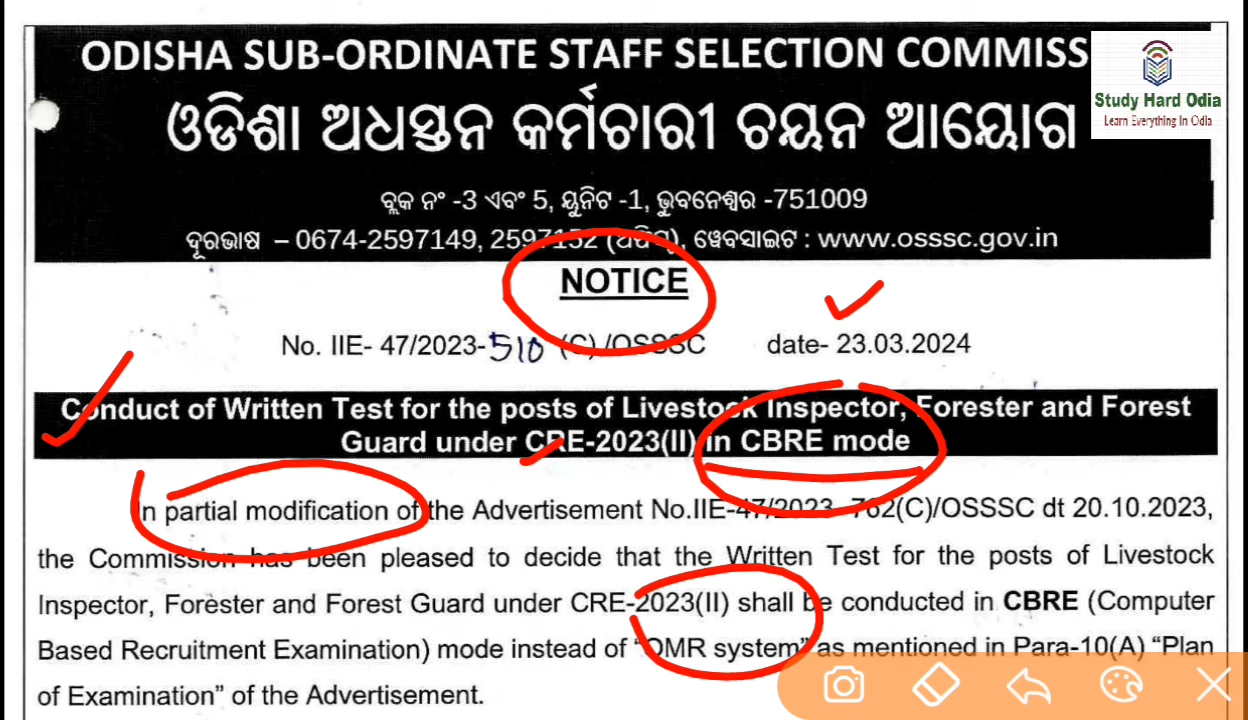 ODISHA SUB-ORDINATE STAFF SELECTION COMMISS
Study Hard Odia
Learn Everything In Odia
ଓଡିଶା ଅଧସ୍ତନ କର୍ମଚାରୀ ଚୟନ ଆୟୋଗ
ବ୍ଲକ ନଂ -3 ଏବଂ 5, ୟୁନିଟ -1, ଭୁବନେଶ୍ୱର -751009
ଦୂରଭାଷ – 0674-2597149, 2597152 (ଅଫିସ୍), ୱେବସାଇଟ : www.osssc.gov.in
NOTICE
No. IIE- 47/2023-510 (C) /OSSSC date- 23.03.2024
Conduct of Written Test for the posts of Livestock Inspector, Forester and Forest
Guard under CRE-2023(II) in CBRE mode
In partial modification of the Advertisement No.IIE-47/2023 -762(C)/OSSSC dt 20.10.2023,
the Commission has been pleased to decide that the Written Test for the posts of Livestock
Inspector, Forester and Forest Guard under CRE-2023(II) shall be conducted in CBRE (Computer
Based Recruitment Examination) mode instead of "OMR system" as mentioned in Para-10(A) "Plan
of Examination" of the Advertisement.